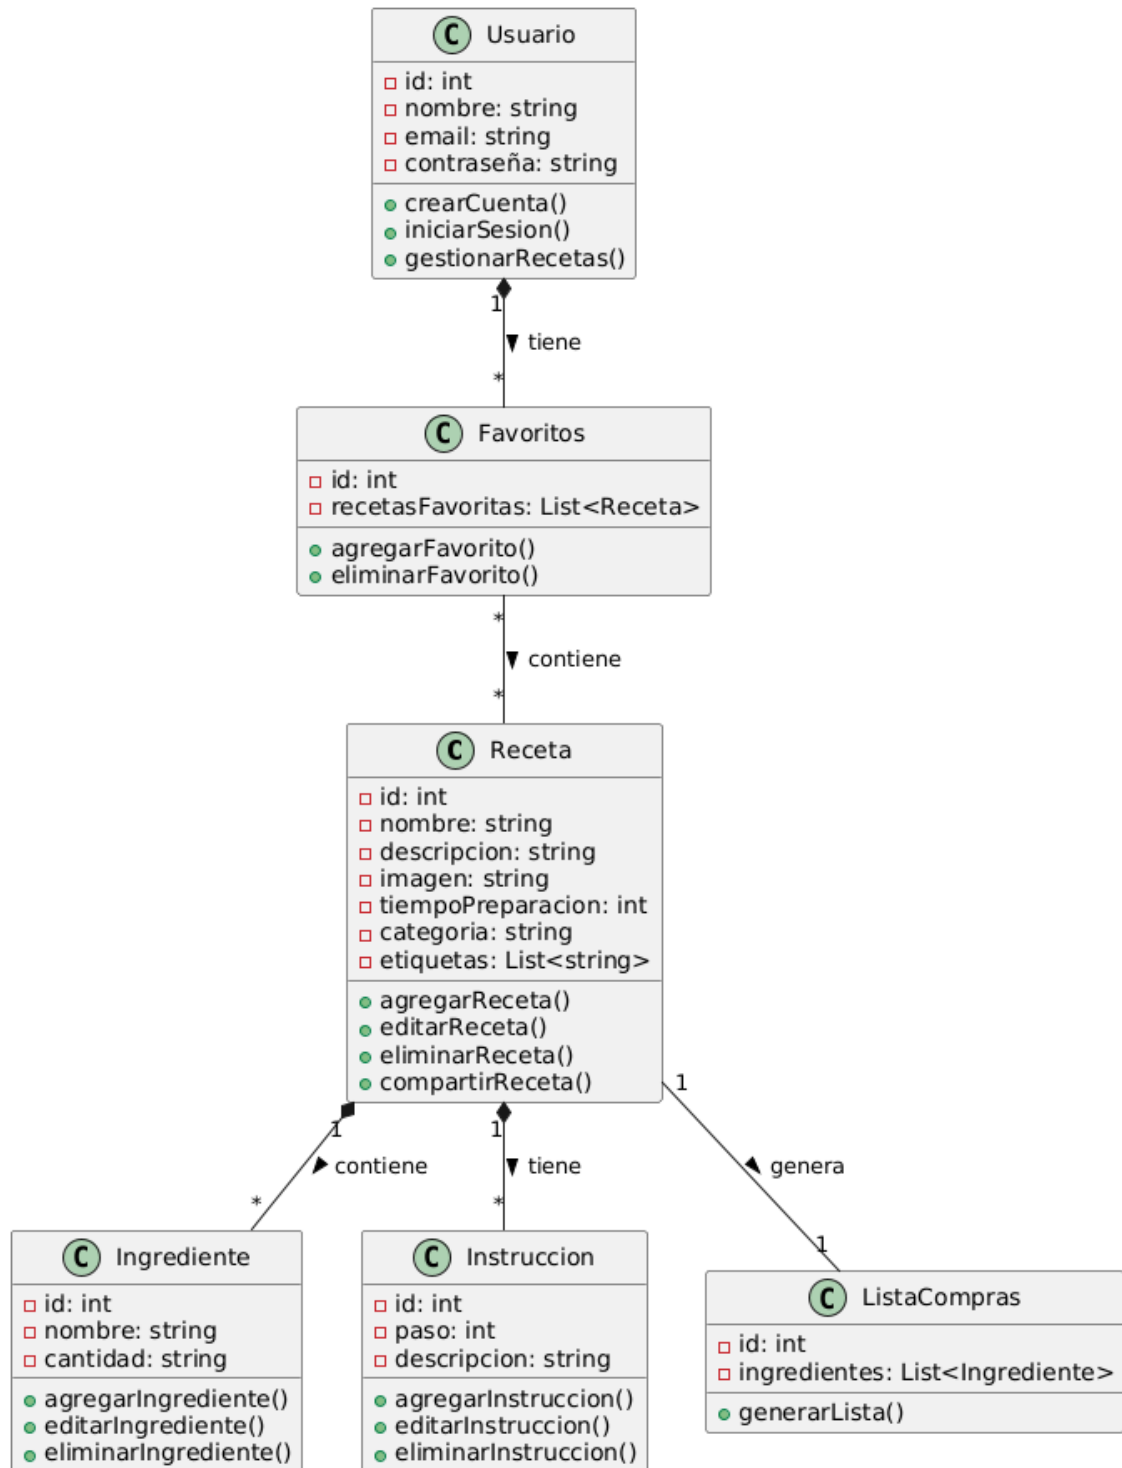 C Usuario
id: int
nombre: string
email: string
contraseña: string
crearCuenta()
iniciarSesion()
gestionarRecetas()
1
tiene
*
C Favoritos
id: int
recetasFavoritas: List<Receta>
agregarFavorito()
eliminarFavorito()
*
contiene
*
C Receta
id: int
nombre: string
descripcion: string
imagen: string
tiempoPreparacion: int
categoria: string
etiquetas: List<string>
agregarReceta()
editarReceta()
eliminarReceta()
compartirReceta()
1
contiene
*
1
tiene
*
1
genera
1
C Ingrediente
id: int
nombre: string
cantidad: string
agregarIngrediente()
editarIngrediente()
eliminarIngrediente()
C Instruccion
id: int
paso: int
descripcion: string
agregarInstruccion()
editarInstruccion()
eliminarInstruccion()
C ListaCompras
id: int
ingredientes: List<Ingrediente>
generarLista()